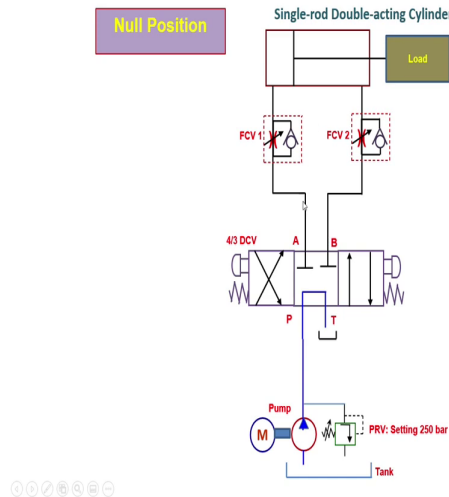 Null Position
Single-rod Double-acting Cylinder
Load
FCV 1
FCV 2
4/3 DCV
A
B
P
T
Pump
M
PRV: Setting 250 bar
Tank